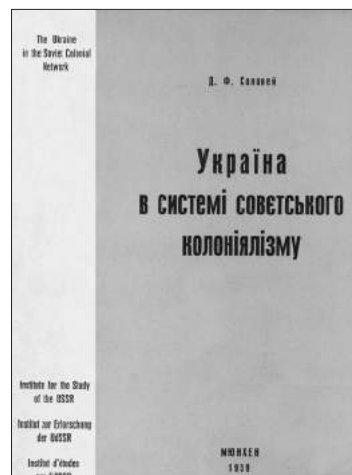 The Ukraine
in the Soviet Colonial
Network
Д. Ф. Соловей
Україна
в системі совєтського
колоніялізму
Institute for the Study
of the USSR
Institut zur Erforschung
der UdSSR
Institut d'études
МЮНХЕН
1959